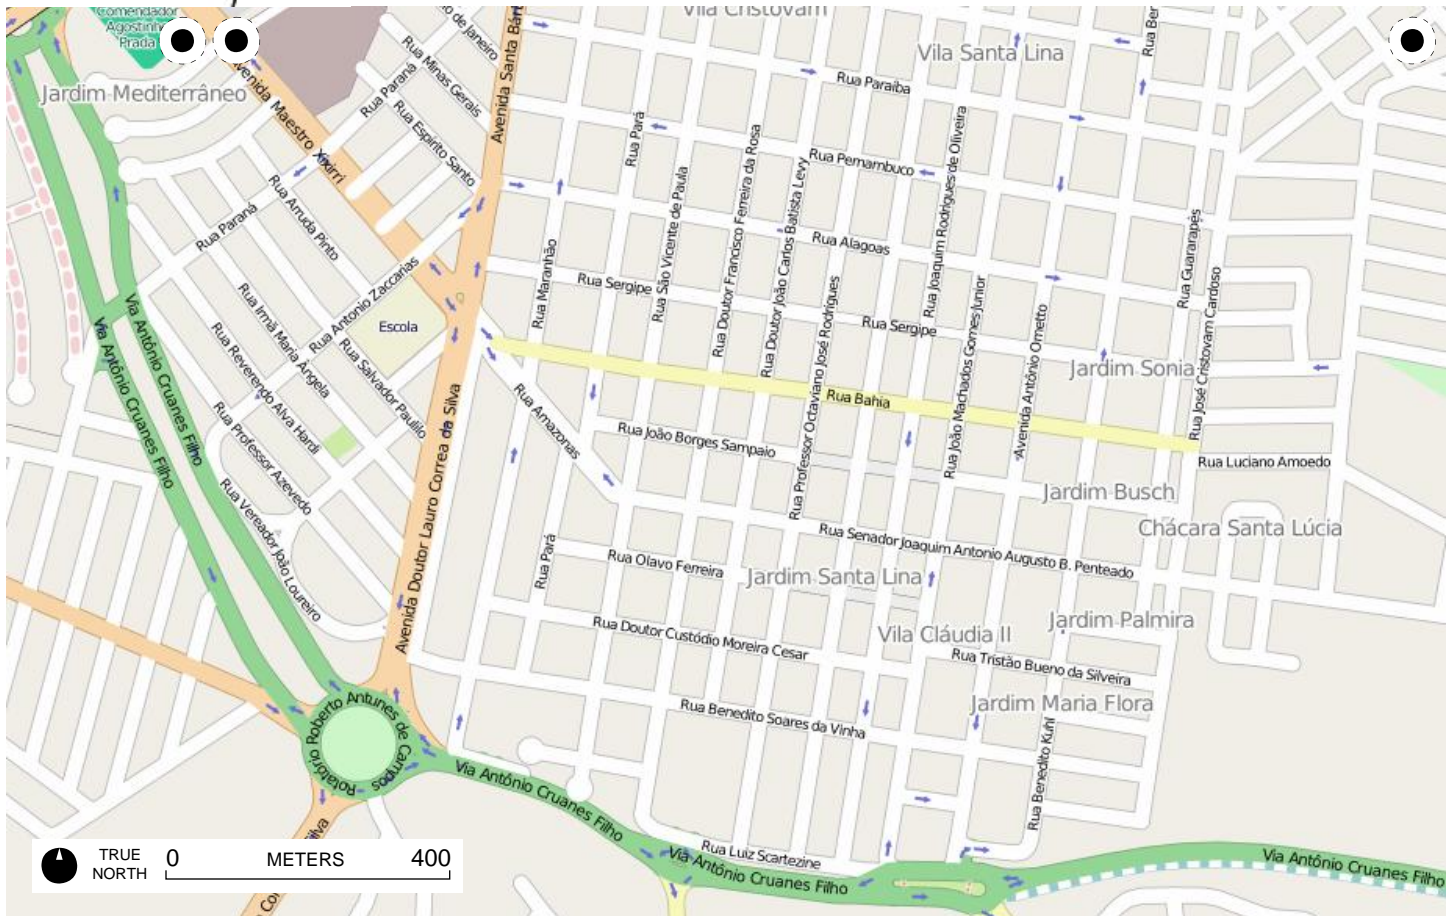 Comendador
Agostinho
Prada
Vila Cristovam
Vila Santa Lina
Jardim Mediterrâneo
Rua Minas Gerais
Rua Paraná
Rua Espírito Santo
Avenida Santa Bár
Avenida Maestro Xixirri
Rua Paraíba
Rua Pará
Rua Pernambuco
Rua Arruda Pinto
Rua Paraná
Rua Antonio Zaccarias
Rua São Vicente de Paula
Rua Doutor Francisco Ferreira da Rosa
Rua Doutor João Carlos Batista Levy
Rua Joaquim Rodrigues de Oliveira
Rua Alagoas
Rua Maranhão
Rua Sergipe
Rua Sergipe
Rua Guararapés
Rua José Cristovam Cardoso
Rua Professor Octaviano José Rodrigues
Rua João Machados Gomes Junior
Avenida Antônio Ometto
Escola
Rua Irmã Maria Ângela
Rua Salvador Paulilo
Rua Reverendo Alva Hardi
Rua Professor Azevedo
Rua Vereador João Loureiro
Via Antônio Cruanes Filho
Via Antônio Cruanes Filho
Avenida Doutor Lauro Correa da Silva
Jardim Sonia
Rua Bahia
Rua Amazonas
Rua João Borges Sampaio
Rua Luciano Amoedo
Jardim Busch
Chácara Santa Lúcia
Rua Senador Joaquim Antonio Augusto B. Penteado
Rua Pará
Rua Olavo Ferreira
Jardim Santa Lina
Rua Doutor Custódio Moreira Cesar
Vila Cláudia II
Jardim Palmira
Rua Tristão Bueno da Silveira
Jardim Maria Flora
Rua Benedito Soares da Vinha
Rua Benedito Kuhl
Rotatório Roberto Antunes de Campos
Via Antônio Cruanes Filho
Rua Luiz Scartezine
Via Antônio Cruanes Filho
Via Antônio Cruanes Filho
TRUE
NORTH
0 METERS 400